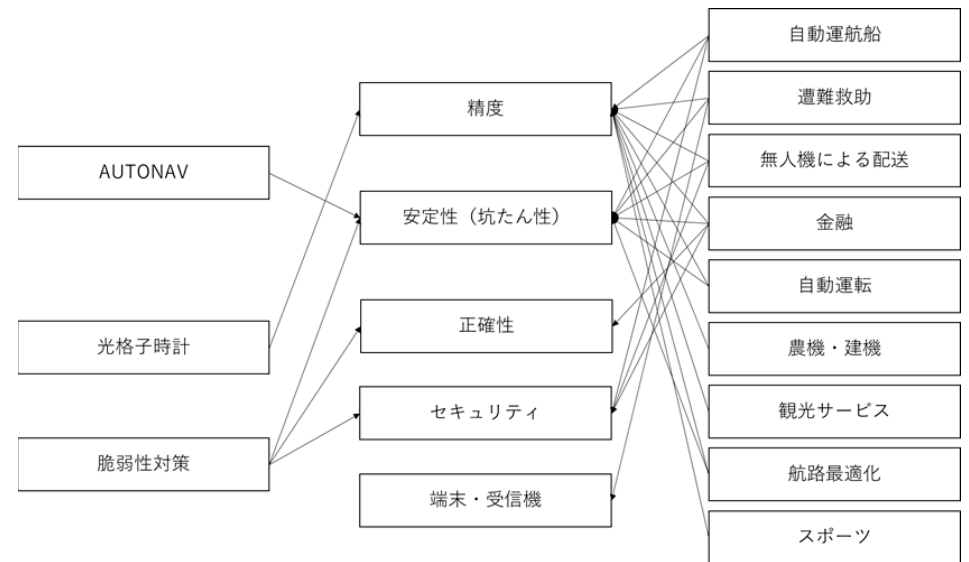 AUTONAV
光格子時計
脆弱性対策
精度
安定性（坑たん性）
正確性
セキュリティ
端末・受信機
自動運航船
遭難救助
無人機による配送
金融
自動運転
農機・建機
観光サービス
航路最適化
スポーツ